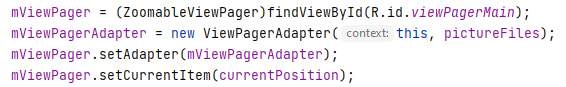 mViewPager = (ZoomableViewPager)findViewById(R.id.viewPagerMain);
mViewPagerAdapter = new ViewPagerAdapter( context: this, pictureFiles);
mViewPager.setAdapter(mViewPagerAdapter);
mViewPager.setCurrentItem(currentPosition);